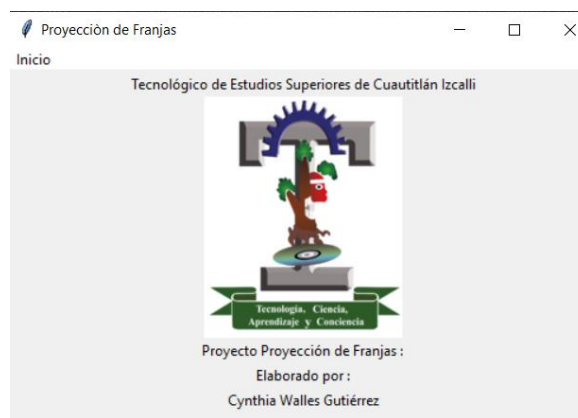 Proyecciòn de Franjas
Inicio
Tecnológico de Estudios Superiores de Cuautitlán Izcalli
Tecnología, Ciencia,
Aprendizaje y Conciencia
Proyecto Proyección de Franjas :
Elaborado por :
Cynthia Walles Gutiérrez